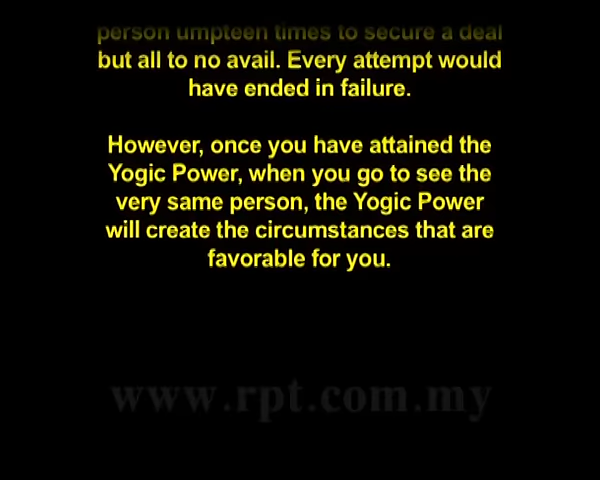 person umpteen times to secure a deal
but all to no avail. Every attempt would
have ended in failure.
However, once you have attained the
Yogic Power, when you go to see the
very same person, the Yogic Power
will create the circumstances that are
favorable for you.
www.rpt.com.my